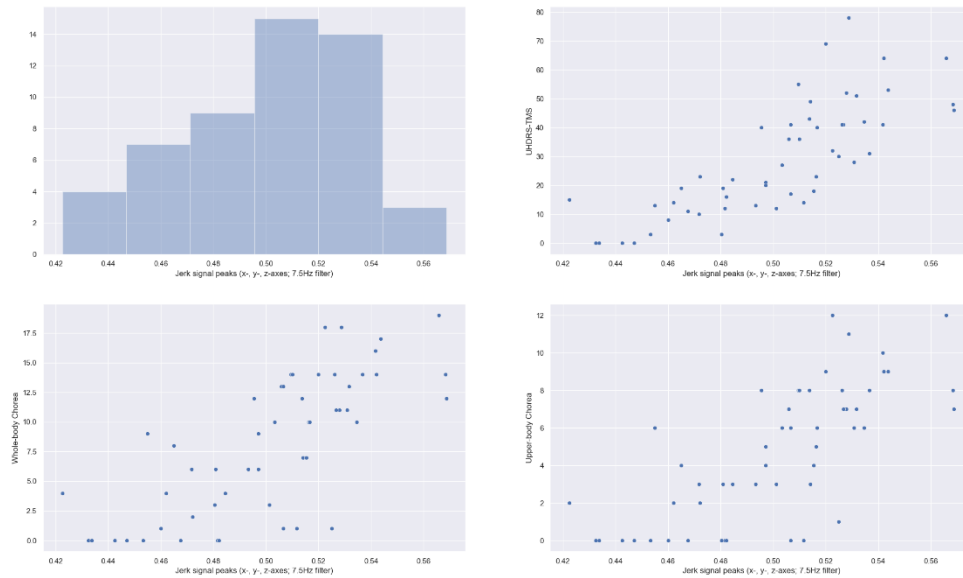 14
12
10
8
6
4
2
0
0.42 0.44 0.46 0.48 0.50 0.52 0.54 0.56
Jerk signal peaks (x-, y-, z-axes; 7.5Hz filter)
UHDRS-TMS
80
70
60
50
40
30
20
10
0
0.42 0.44 0.46 0.48 0.50 0.52 0.54 0.56
Jerk signal peaks (x-, y-, z-axes; 7.5Hz filter)
Whole-body Chorea
17.5
15.0
12.5
10.0
7.5
5.0
2.5
0.0
0.42 0.44 0.46 0.48 0.50 0.52 0.54 0.56
Jerk signal peaks (x-, y-, z-axes; 7.5Hz filter)
Upper-body Chorea
12
10
8
6
4
2
0
0.42 0.44 0.46 0.48 0.50 0.52 0.54 0.56
Jerk signal peaks (x-, y-, z-axes; 7.5Hz filter)